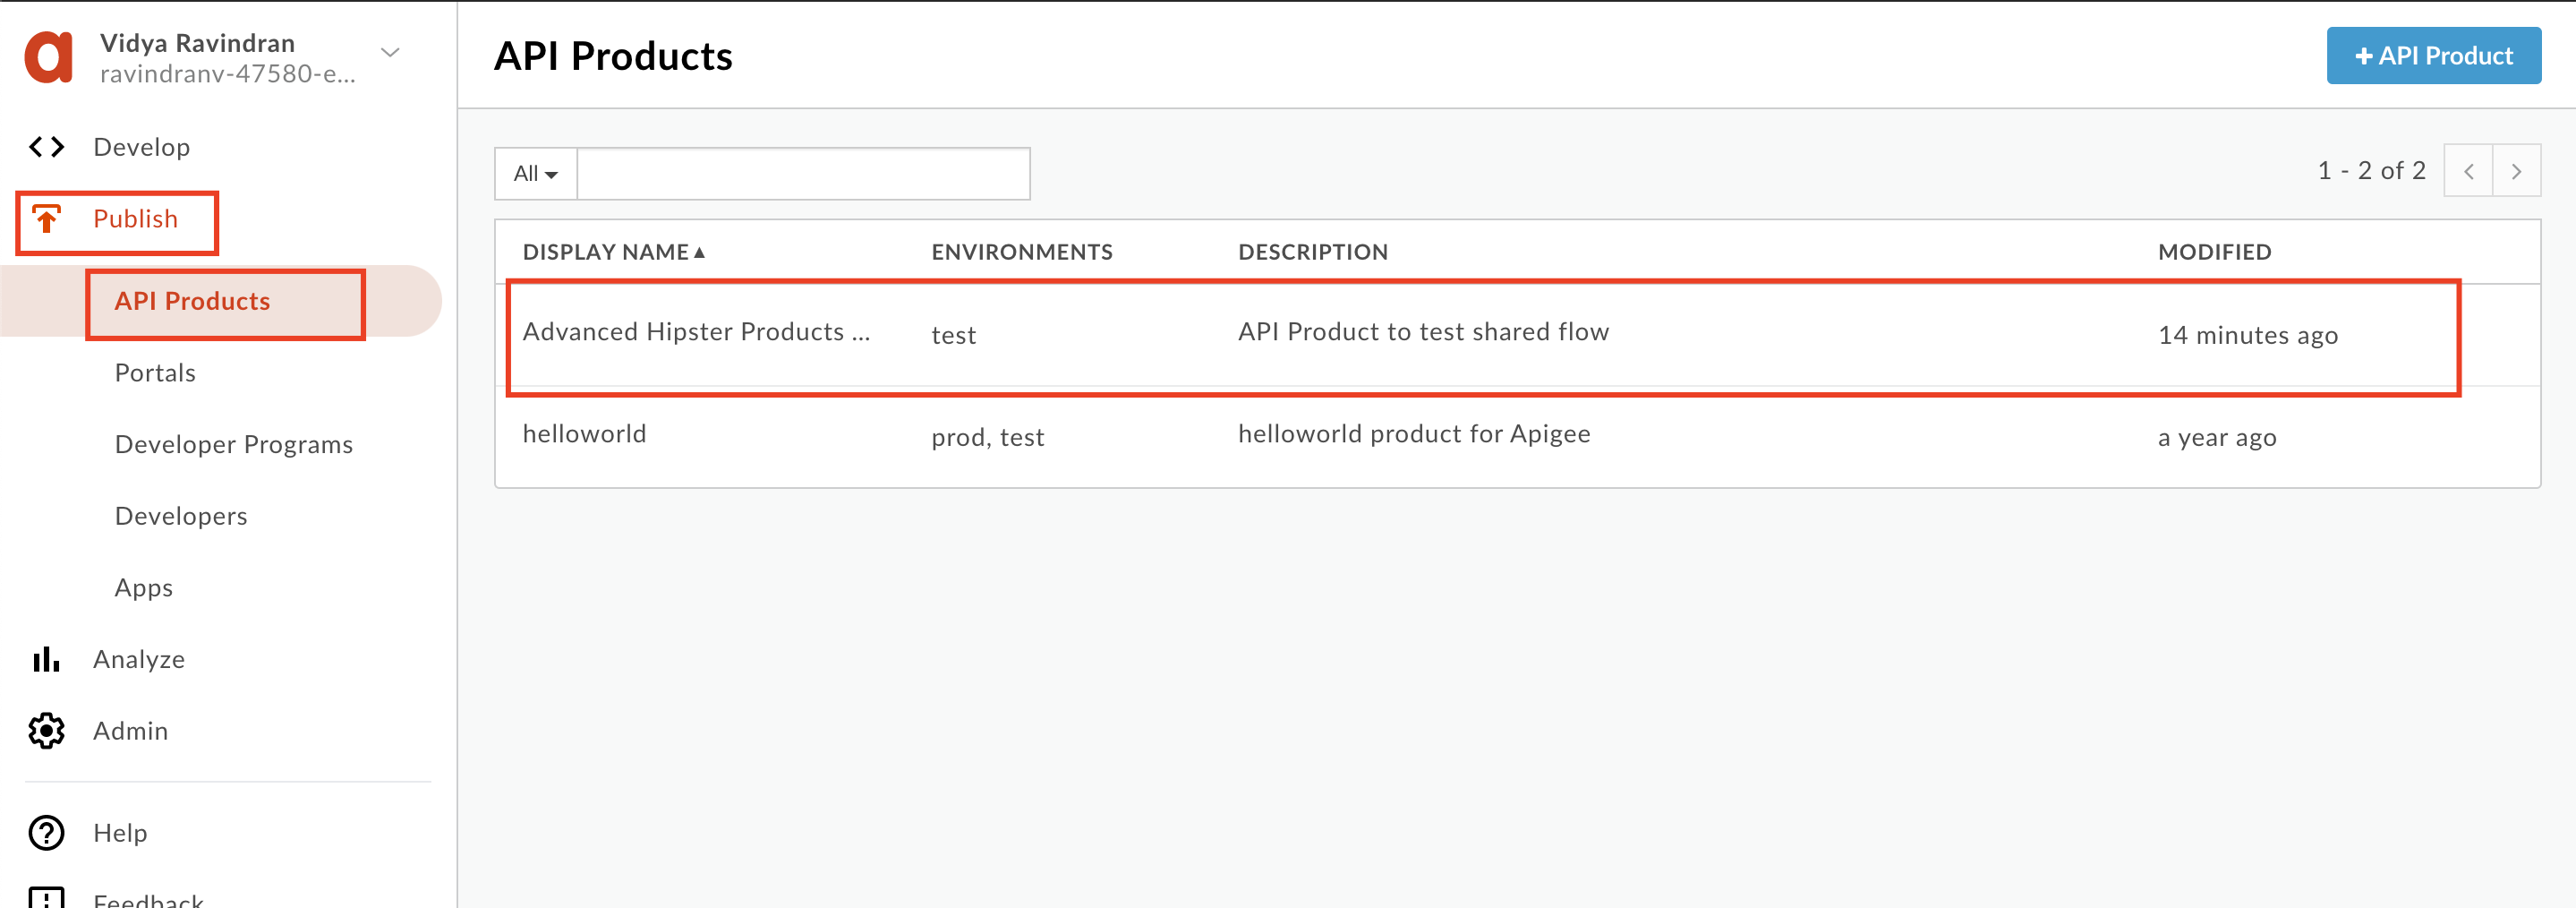 Vidya Ravindran
ravindranv-47580-e...
Develop
Publish
API Products
Portals
Developer Programs
Developers
Apps
Analyze
Admin
Help
Feedback
API Products
+ API Product
All
1 - 2 of 2
DISPLAY NAME ENVIRONMENTS DESCRIPTION MODIFIED
Advanced Hipster Products ... test API Product to test shared flow 14 minutes ago
helloworld prod, test helloworld product for Apigee a year ago